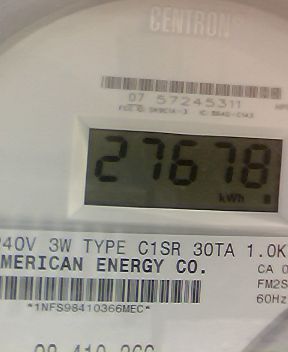 CENTRON
07 57245311
27678
kWh
240V 3W TYPE C1SR 30TA 1.0K
AMERICAN ENERGY CO.
CA 0
FM2S
60Hz
*1NFS98410366MEC*